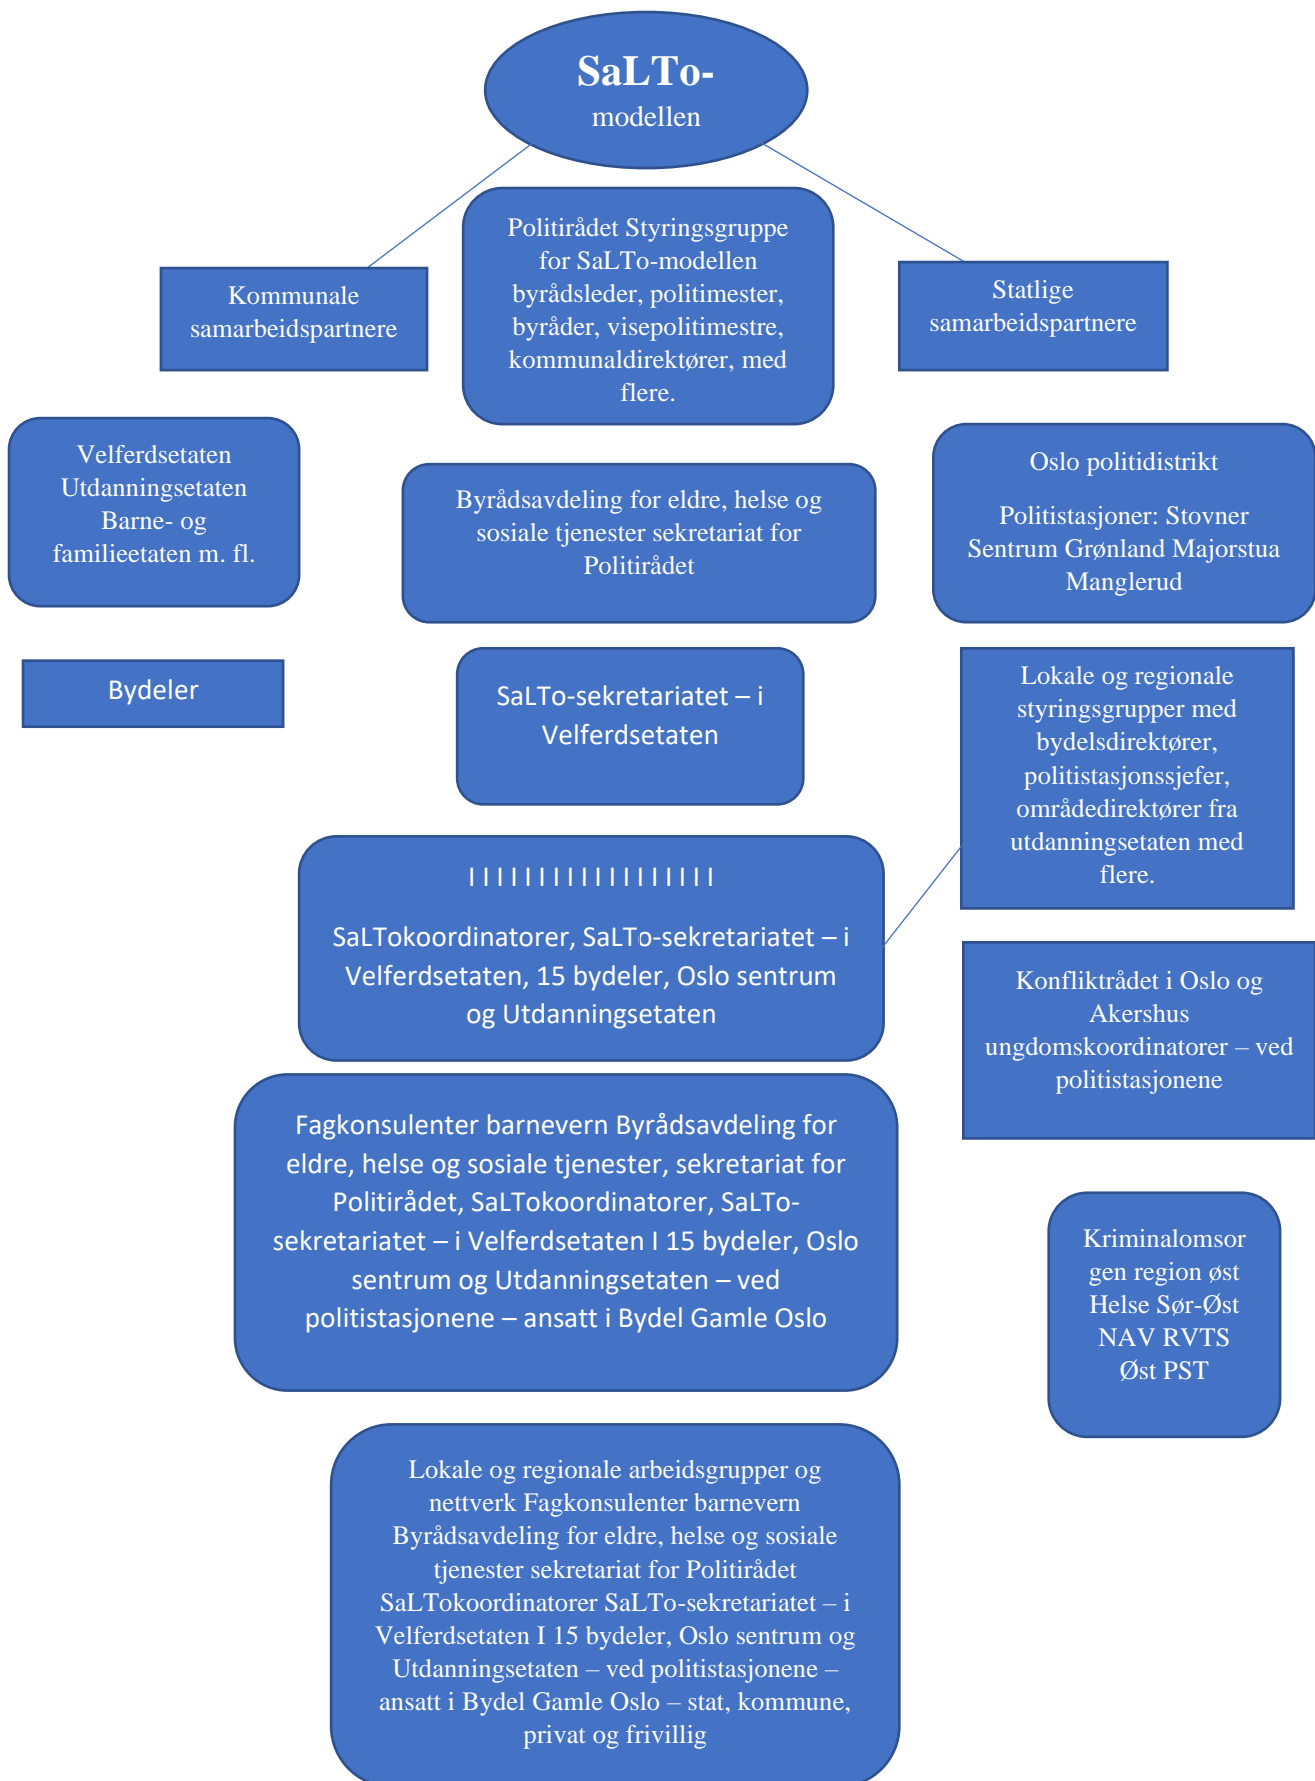 SaLTo-
modellen
Politirådet Styringsgruppe
for SaLTo-modellen
byrådsleder, politimester,
byråder, visepolitimestre,
kommunaldirektører, med
flere.
Kommunale
samarbeidspartnere
Statlige
samarbeidspartnere
Velferdsetaten
Utdanningsetaten
Barne- og
familieetaten m. fl.
Byrådsavdeling for eldre, helse og
sosiale tjenester sekretariat for
Politirådet
Oslo politidistrikt
Politistasjoner: Stovner
Sentrum Grønland Majorstua
Manglerud
Bydeler
SaLTo-sekretariatet – i
Velferdsetaten
Lokale og regionale
styringsgrupper med
bydelsdirektører,
politistasjonssjefer,
områdedirektører fra
utdanningsetaten med
flere.
I I I I I I I I I I I I I I I I I I
SaLTokoordinatorer, SaLTo-sekretariatet – i
Velferdsetaten, 15 bydeler, Oslo sentrum
og Utdanningsetaten
Konfliktrådet i Oslo og
Akershus
ungdomskoordinatorer – ved
politistasjonene
Fagkonsulenter barnevern Byrådsavdeling for
eldre, helse og sosiale tjenester, sekretariat for
Politirådet, SaLTokoordinatorer, SaLTo-
sekretariatet – i Velferdsetaten I 15 bydeler, Oslo
sentrum og Utdanningsetaten – ved
politistasjonene – ansatt i Bydel Gamle Oslo
Kriminalomsor
gen region øst
Helse Sør-Øst
NAV RVTS
Øst PST
Lokale og regionale arbeidsgrupper og
nettverk Fagkonsulenter barnevern
Byrådsavdeling for eldre, helse og sosiale
tjenester sekretariat for Politirådet
SaLTokoordinatorer SaLTo-sekretariatet – i
Velferdsetaten I 15 bydeler, Oslo sentrum og
Utdanningsetaten – ved politistasjonene –
ansatt i Bydel Gamle Oslo – stat, kommune,
privat og frivillig